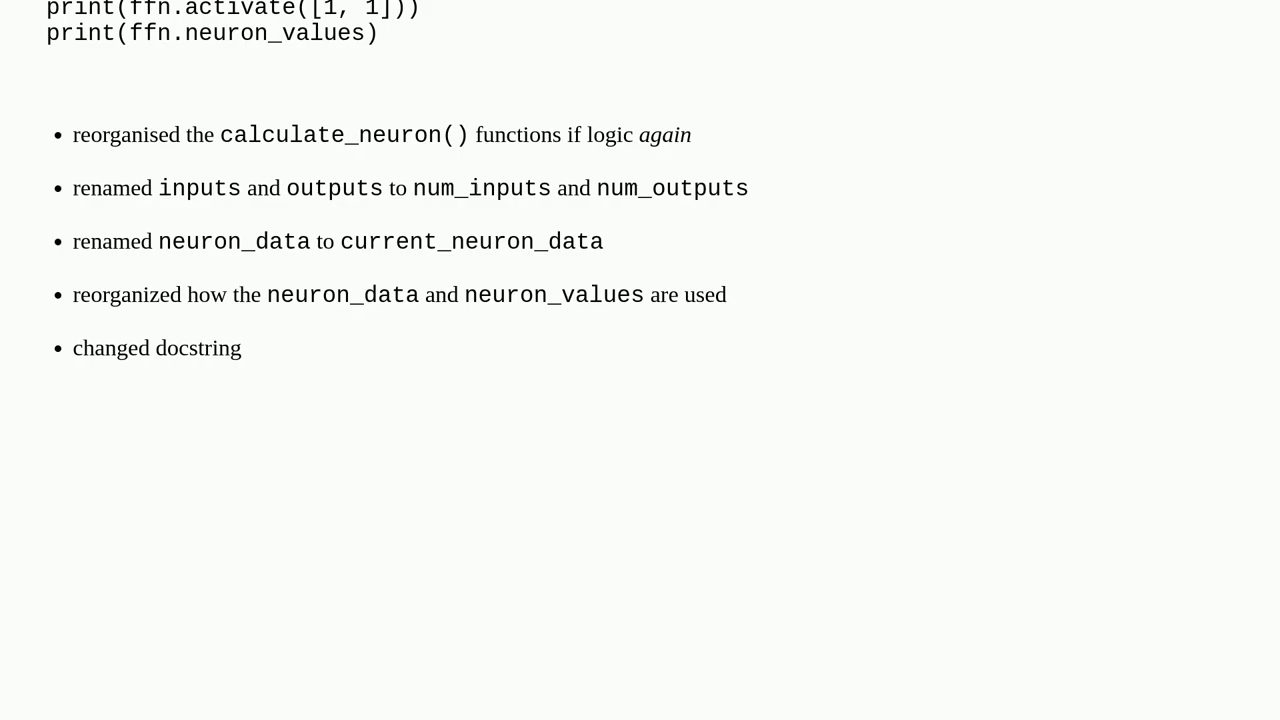 print(ffn.activate([1, 1]))
print(ffn.neuron_values)
• reorganised the calculate_neuron() functions if logic again
• renamed inputs and outputs to num_inputs and num_outputs
• renamed neuron_data to current_neuron_data
• reorganized how the neuron_data and neuron_values are used
• changed docstring